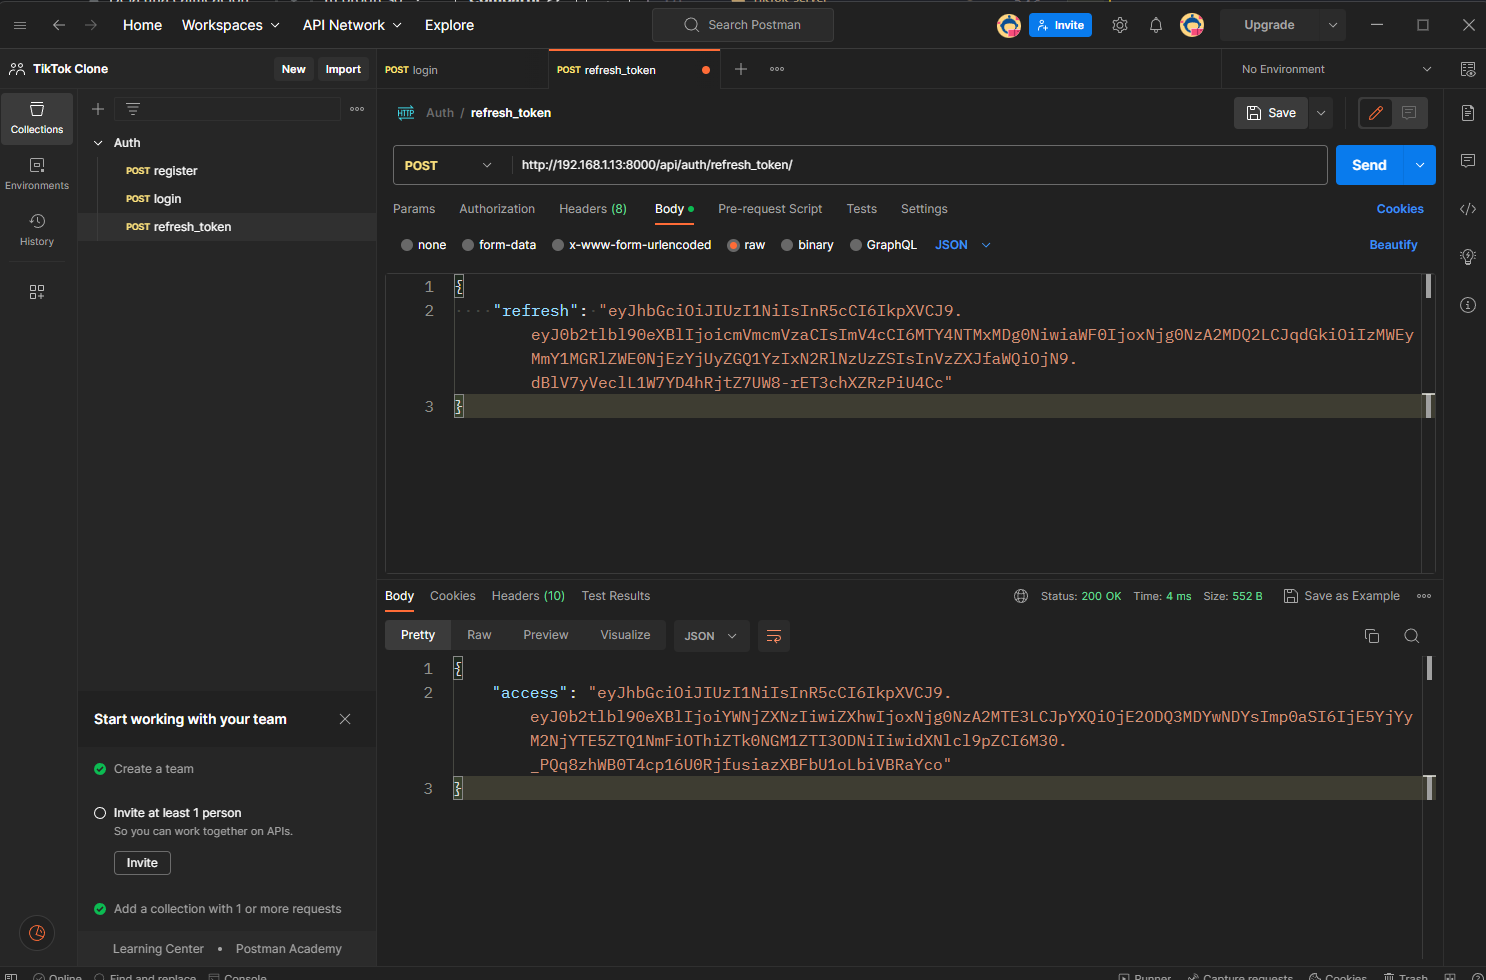 Home
Workspaces
API Network
Explore
Search Postman
Invite
Upgrade
TikTok Clone
New
Import
POST login
POST refresh_token
No Environment
Collections
Environments
History
Auth
POST register
POST login
POST refresh_token
HTTP
Auth / refresh_token
Save
POST
http://192.168.1.13:8000/api/auth/refresh_token/
Send
Params
Authorization
Headers (8)
Body
Pre-request Script
Tests
Settings
Cookies
none
form-data
x-www-form-urlencoded
raw
binary
GraphQL
JSON
Beautify
1 {
2 "refresh": "eyJhbGciOiJIUzI1NiIsInR5cCI6IkpXVCJ9.
eyJ0b2tlbl90eXBlIjoicmVmcmVzaCIsImV4cCI6MTY4NTMxMDg0NiwiaWF0IjoxNjg0NzA2MDQ2LCJqdGkiOiIzMWEy
MmY1MGRlZWE0NjEzYjUyZGQ1YzIxN2RlNzUzZSIsInVzZXJfaWQiOjN9.
dBlV7yVeclL1W7YD4hRjtZ7UW8-rET3chXZRzPiU4Cc"
3 }
Body
Cookies
Headers (10)
Test Results
Status: 200 OK
Time: 4 ms
Size: 552 B
Save as Example
Pretty
Raw
Preview
Visualize
JSON
1 {
2 "access": "eyJhbGciOiJIUzI1NiIsInR5cCI6IkpXVCJ9.
eyJ0b2tlbl90eXBlIjoiYWNjZXNzIiwiZXhwIjoxNjg0NzA2MTE3LCJpYXQiOjE2ODQ3MDYwNDYsImp0aSI6IjE5YjYy
M2NjYTE5ZTQ1NmFiOThiZTk0NGM1ZTI3ODNiIiwidXNlcl9pZCI6M30.
_PQq8zhWB0T4cp16U0RjfusiazXBFbU1oLbiVBRaYco"
3 }
Start working with your team
Create a team
Invite at least 1 person
So you can work together on APIs.
Invite
Add a collection with 1 or more requests
Learning Center • Postman Academy
Online
Find and replace
Console
Runner
Capture requests
Cookies
Trash